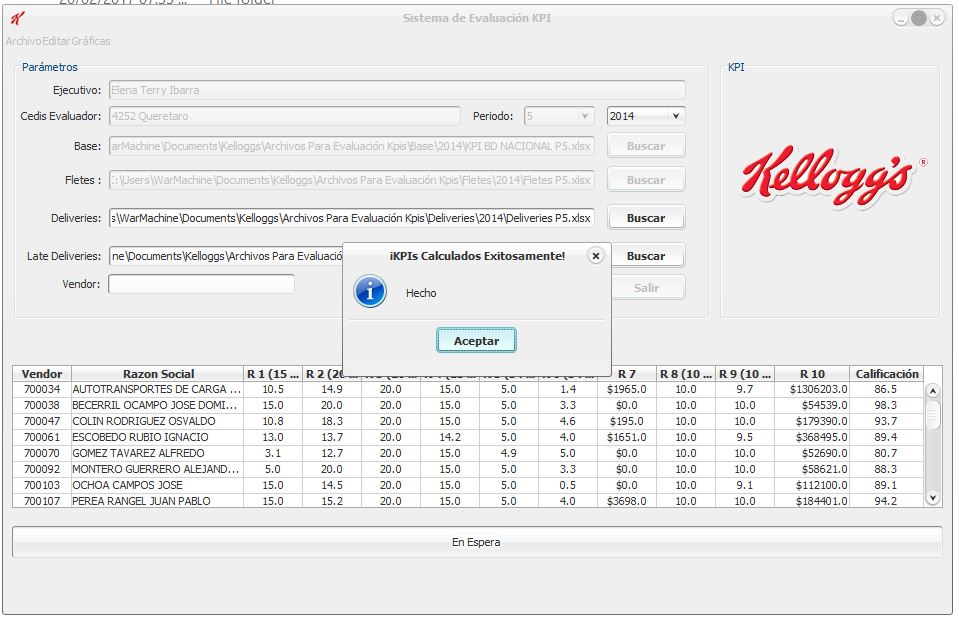 Sistema de Evaluación KPI
Archivo Editar Gráficas
Parámetros
KPI
Ejecutivo: Elena Terry Ibarra
Cedis Evaluador: 4252 Queretaro Periodo: 5 2014
Base: arMachine\Documents\Kelloggs\Archivos Para Evaluación Kpis\Base\2014\KPI BD NACIONAL P5.xlsx Buscar
Kellogg's®
Fletes : :\Users\WarMachine\Documents\Kelloggs\Archivos Para Evaluación Kpis\Fletes\2014\Fletes P5.xlsx Buscar
Deliveries: s\WarMachine\Documents\Kelloggs\Archivos Para Evaluación Kpis\Deliveries\2014\Deliveries P5.xlsx Buscar
Late Deliveries: ne\Documents\Kelloggs\Archivos Para Evaluació Buscar
Vendor: Salir
iKPIs Calculados Exitosamente!
Hecho
Aceptar
Vendor Razon Social R 1 (15 ... R 2 (20 R 7 R 8 (10 ... R 9 (10 ... R 10 Calificación
700034 AUTOTRANSPORTES DE CARGA ... 10.5 14.9 20.0 15.0 5.0 1.4 $1965.0 10.0 9.7 $1306203.0 86.5
700038 BECERRIL OCAMPO JOSE DOMI... 15.0 20.0 20.0 15.0 5.0 3.3 $0.0 10.0 10.0 $54539.0 98.3
700047 COLIN RODRIGUEZ OSVALDO 10.8 18.3 20.0 15.0 5.0 4.6 $195.0 10.0 10.0 $179390.0 93.7
700061 ESCOBEDO RUBIO IGNACIO 13.0 13.7 20.0 14.2 5.0 4.0 $1651.0 10.0 9.5 $368495.0 89.4
700070 GOMEZ TAVAREZ ALFREDO 3.1 12.7 20.0 15.0 4.9 5.0 $0.0 10.0 10.0 $52690.0 80.7
700092 MONTERO GUERRERO ALEJAND... 5.0 20.0 20.0 15.0 5.0 3.3 $0.0 10.0 10.0 $58621.0 88.3
700103 OCHOA CAMPOS JOSE 15.0 14.5 20.0 15.0 5.0 0.5 $0.0 10.0 9.1 $112100.0 89.1
700107 PEREA RANGEL JUAN PABLO 15.0 15.2 20.0 15.0 5.0 4.0 $3698.0 10.0 10.0 $184401.0 94.2
En Espera